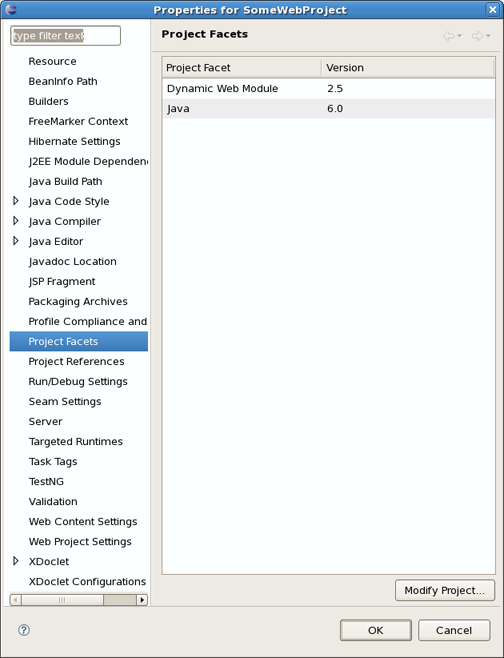 Properties for SomeWebProject
type filter text
Project Facets
Resource
BeanInfo Path
Builders
FreeMarker Context
Hibernate Settings
J2EE Module Dependen
Java Build Path
Java Code Style
Java Compiler
Java Editor
Javadoc Location
JSP Fragment
Packaging Archives
Profile Compliance and
Project Facets
Project References
Run/Debug Settings
Seam Settings
Server
Targeted Runtimes
Task Tags
TestNG
Validation
Web Content Settings
Web Project Settings
XDoclet
XDoclet Configurations
Project Facet Version
Dynamic Web Module 2.5
Java 6.0
Modify Project...
?
OK Cancel